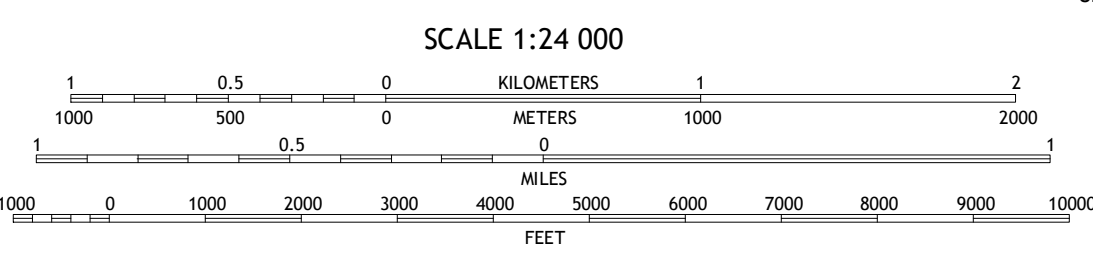 SCALE 1:24 000
1 0.5 0 KILOMETERS 1 2
1000 500 0 METERS 1000 2000
1 0.5 0 1
MILES
1000 0 1000 2000 3000 4000 5000 6000 7000 8000 9000 10000
FEET